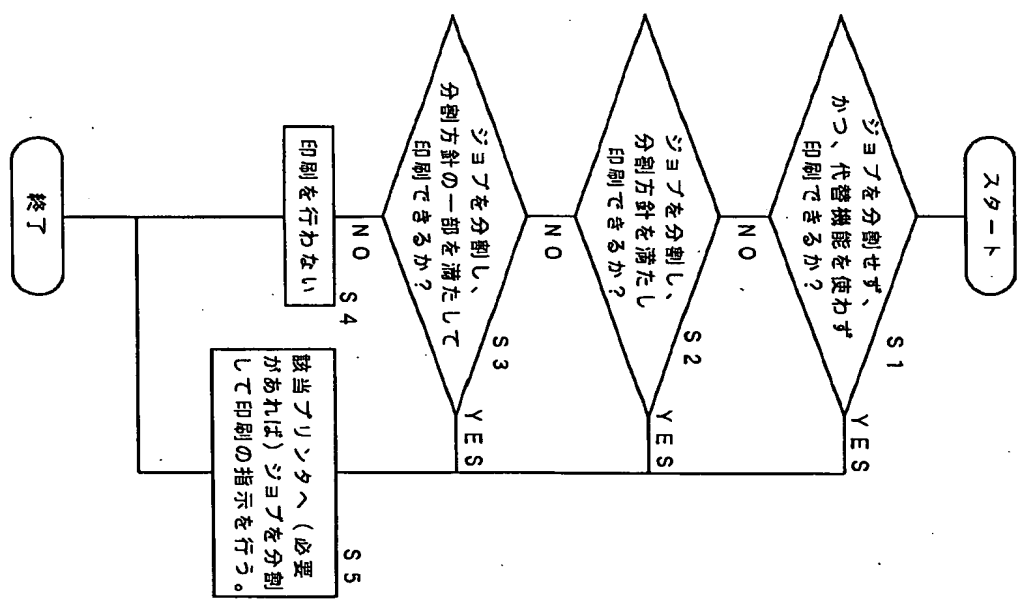 スタート
S1
ジョブを分割せず、
かつ、代替機能を使わず
印刷できるか?
YES
NO
S2
ジョブを分割し、
分割方針を満たし
印刷できるか?
YES
NO
S3
ジョブを分割し、
分割方針の一部を満たして
印刷できるか?
YES
NO
S4
印刷を行わない
S5
該当プリンタへ(必要
があれば)ジョブを分割
して印刷の指示を行う。
終了